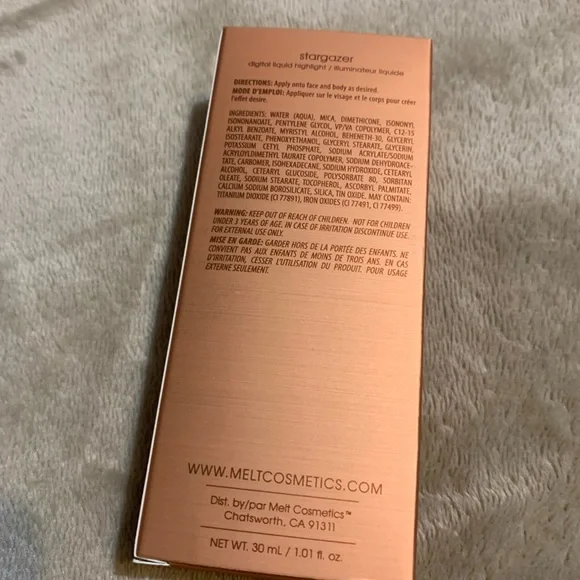 stargazer
digital liquid highlight / illuminateur liquide
DIRECTIONS: Apply onto face and body as desired.
MODE D'EMPLOI: Appliquer sur le visage et le corps pour créer
l'effet desire.
INGREDIENTS: WATER (AQUA), MICA, DIMETHICONE, ISONONYL
ISONONANOATE, PENTYLENE GLYCOL, VP/VA COPOLYMER, C12-15
ALKYL BENZOATE, MYRISTYL ALCOHOL, BEHENETH-30, GLYCERYL
ISOSTEARATE, PHENOXYETHANOL, GLYCERYL STEARATE, GLYCERIN,
POTASSIUM CETYL PHOSPHATE, SODIUM ACRYLATE/SODIUM
ACRYLOYLDIMETHYL TAURATE COPOLYMER, SODIUM DEHYDROACE-
TATE, CARBOMER, ISOHEXADECANE, SODIUM HYDROXIDE, CETEARYL
ALCOHOL, CETEARYL GLUCOSIDE, POLYSORBATE 80, SORBITAN
OLEATE, SODIUM STEARATE, TOCOPHEROL, ASCORBYL PALMITATE,
CALCIUM SODIUM BOROSILICATE, SILICA, TIN OXIDE. MAY CONTAIN:
TITANIUM DIOXIDE (CI 77891), IRON OXIDES (CI 77491, CI 77499).
WARNING: KEEP OUT OF REACH OF CHILDREN. NOT FOR CHILDREN
UNDER 3 YEARS OF AGE. IN CASE OF IRRITATION DISCONTINUE USE.
FOR EXTERNAL USE ONLY.
MISE EN GARDE: GARDER HORS DE LA PORTÉE DES ENFANTS. NE
CONVIENT PAS AUX ENFANTS DE MOINS DE TROIS ANS. EN CAS
D'IRRITATION, CESSER L'UTILISATION DU PRODUIT. POUR USAGE
EXTERNE SEULEMENT.
WWW.MELTCOSMETICS.COM
Dist. by/par Melt Cosmetics™
Chatsworth, CA 91311
NET WT. 30 mL / 1.01 fl. oz.